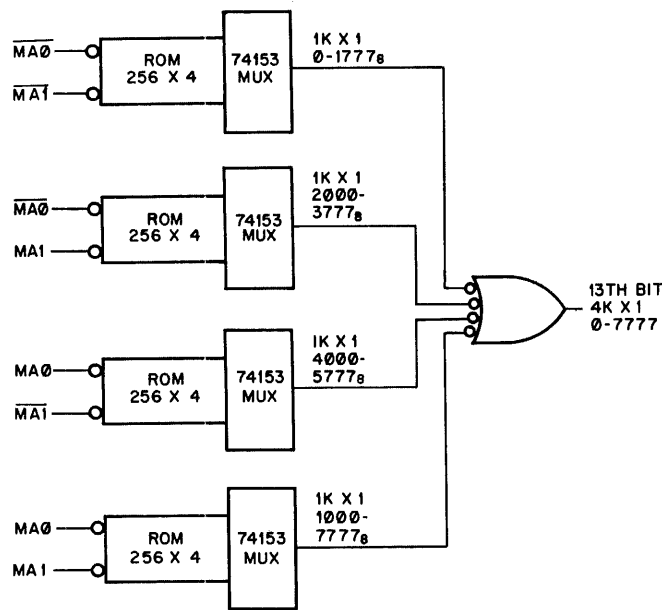 MA0
MA1
ROM
256 X 4
74153
MUX
1K X 1
0-1777₈
MA0
MA1
ROM
256 X 4
74153
MUX
1K X 1
2000-
3777₈
MA0
MA1
ROM
256 X 4
74153
MUX
1K X 1
4000-
5777₈
MA0
MA1
ROM
256 X 4
74153
MUX
1K X 1
1000-
7777₈
13TH BIT
4K X 1
0-7777